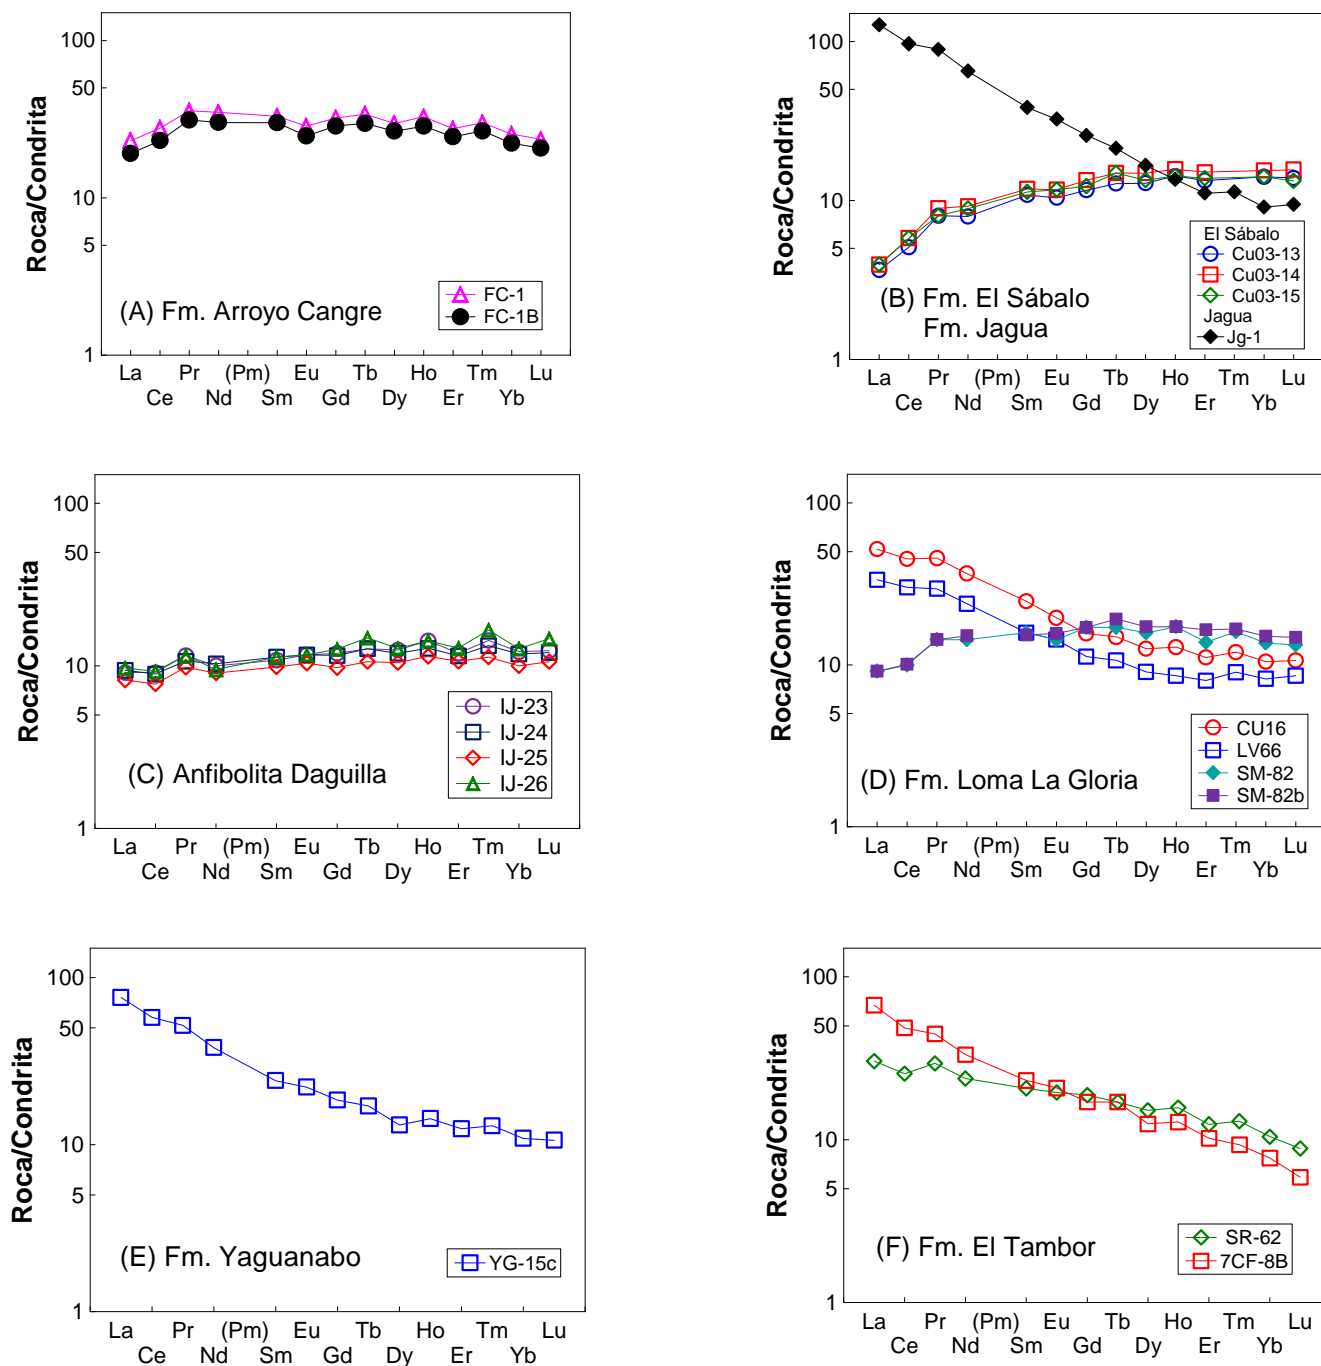 100
50
10
5
1
Roca/Condrita
(A) Fm. Arroyo Cangre
FC-1
FC-1B
La Pr (Pm) Eu Tb Ho Tm Lu
Ce Nd Sm Gd Dy Er Yb
100
50
10
5
1
Roca/Condrita
(B) Fm. El Sábalo
Fm. Jagua
El Sábalo
Cu03-13
Cu03-14
Cu03-15
Jagua
Jg-1
La Pr (Pm) Eu Tb Ho Tm Lu
Ce Nd Sm Gd Dy Er Yb
100
50
10
5
1
Roca/Condrita
(C) Anfibolita Daguilla
IJ-23
IJ-24
IJ-25
IJ-26
La Pr (Pm) Eu Tb Ho Tm Lu
Ce Nd Sm Gd Dy Er Yb
100
50
10
5
1
Roca/Condrita
(D) Fm. Loma La Gloria
CU16
LV66
SM-82
SM-82b
La Pr (Pm) Eu Tb Ho Tm Lu
Ce Nd Sm Gd Dy Er Yb
100
50
10
5
1
Roca/Condrita
(E) Fm. Yaguanabo
YG-15c
La Pr (Pm) Eu Tb Ho Tm Lu
Ce Nd Sm Gd Dy Er Yb
100
50
10
5
1
Roca/Condrita
(F) Fm. El Tambor
SR-62
7CF-8B
La Pr (Pm) Eu Tb Ho Tm Lu
Ce Nd Sm Gd Dy Er Yb